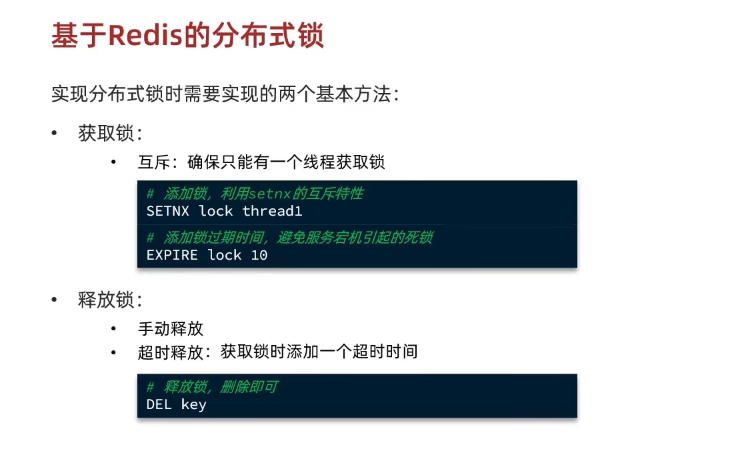 基于Redis的分布式锁
实现分布式锁时需要实现的两个基本方法：
• 获取锁：
• 互斥：确保只能有一个线程获取锁
# 添加锁，利用setnx的互斥特性
SETNX lock thread1
# 添加锁过期时间，避免服务宕机引起的死锁
EXPIRE lock 10
• 释放锁：
• 手动释放
• 超时释放：获取锁时添加一个超时时间
# 释放锁，删除即可
DEL key